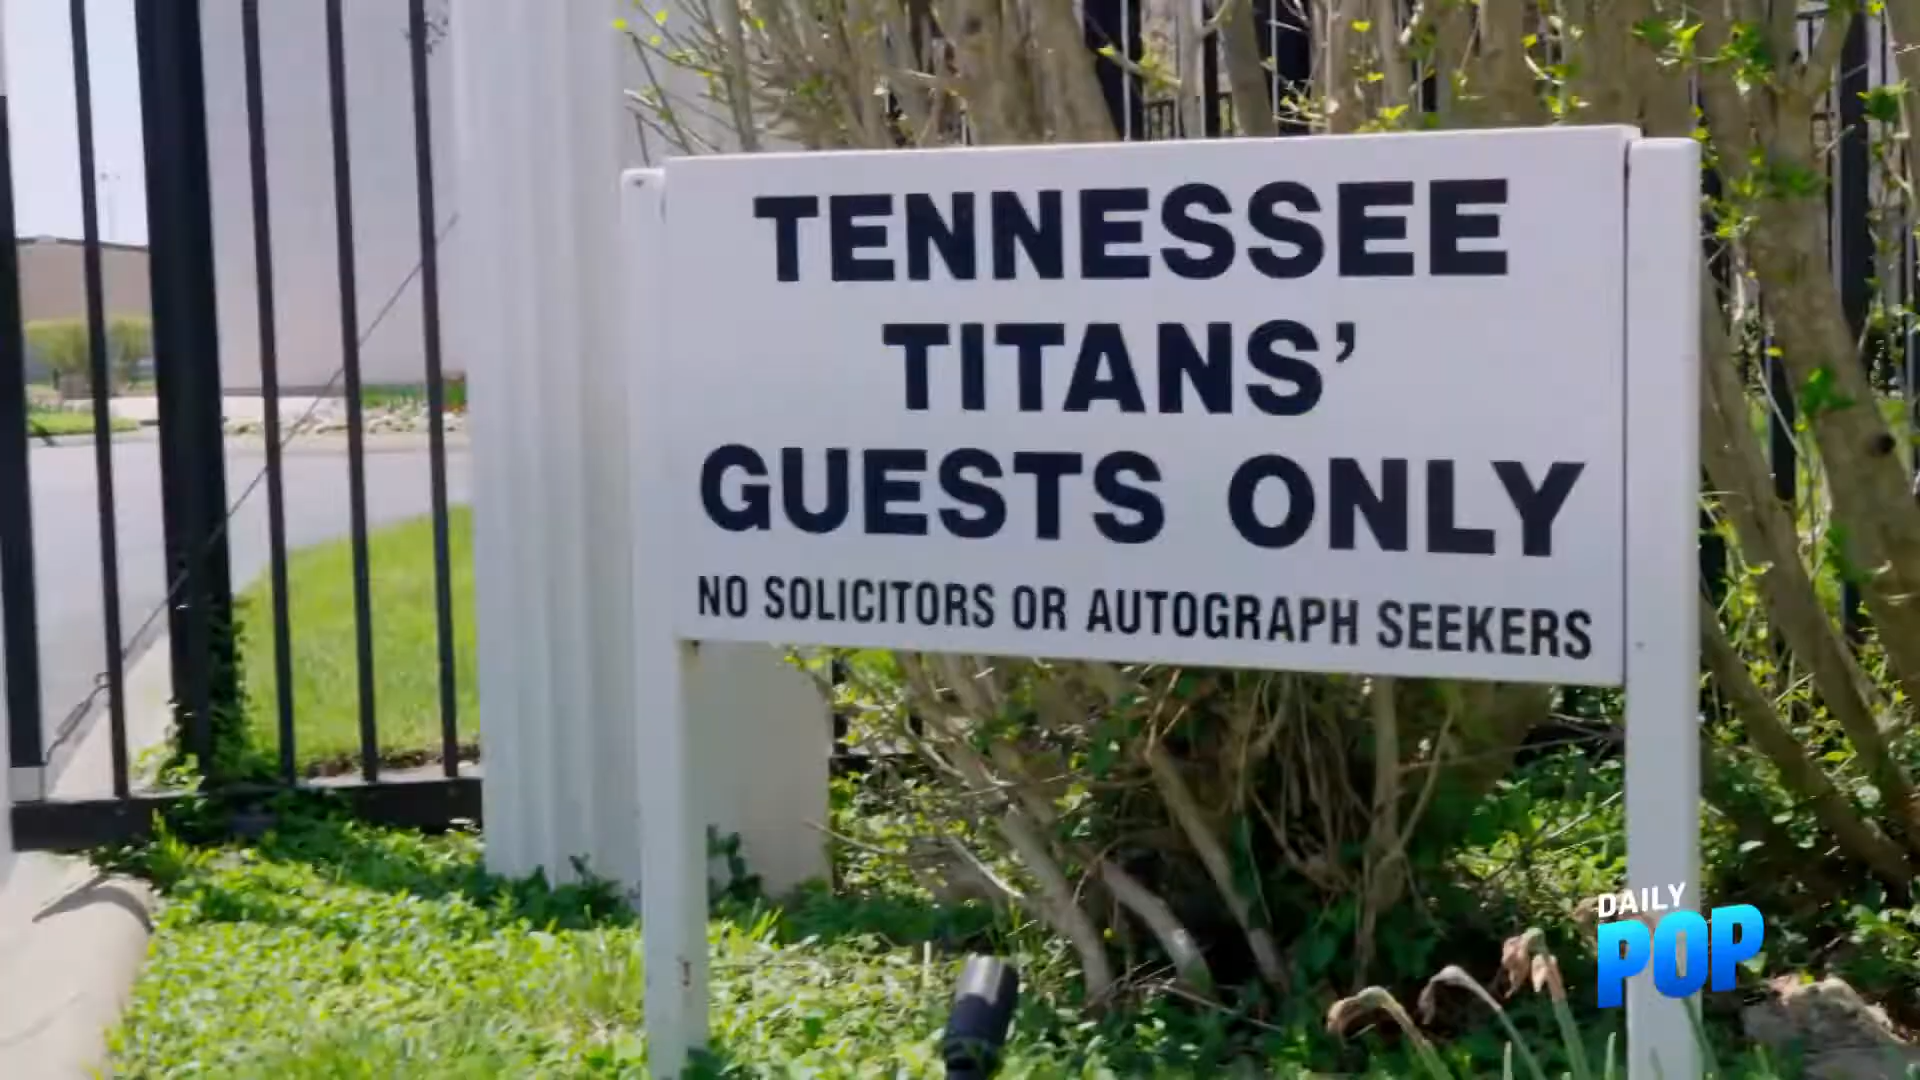 TENNESSEE
TITANS’
GUESTS ONLY
NO SOLICITORS OR AUTOGRAPH SEEKERS
DAILY
POP